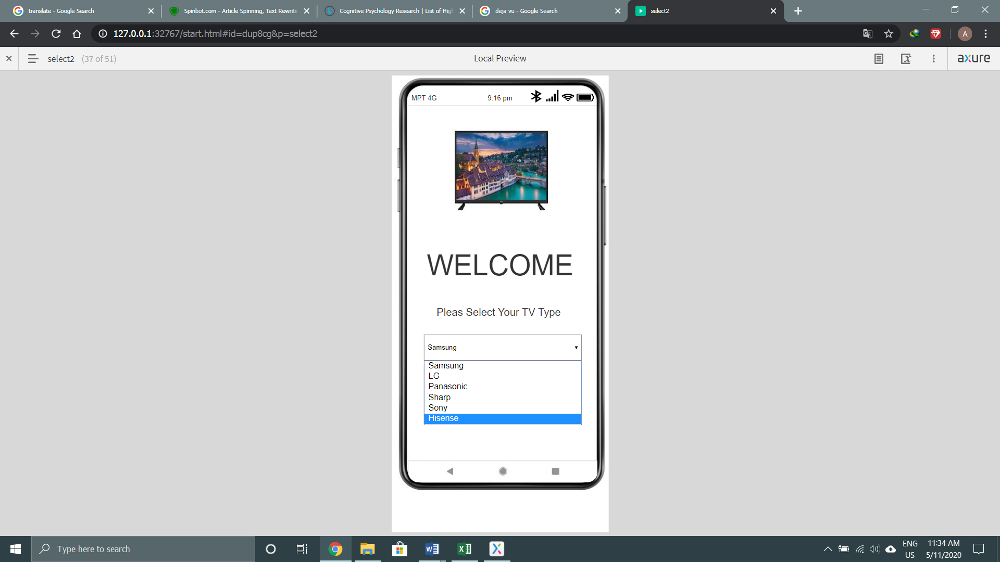 translate - Google Search
Spinbot.com - Article Spinning, Text Rewritin
Cognitive Psychology Research | List of High
deja vu - Google Search
select2
127.0.0.1:32767/start.html#id=dup8cg&p=select2
A
select2 (37 of 51)
Local Preview
axure
MPT 4G
9:16 pm
WELCOME
Pleas Select Your TV Type
Samsung
Samsung
LG
Panasonic
Sharp
Sony
Hisense
Type here to search
ENG
US
11:34 AM
5/11/2020